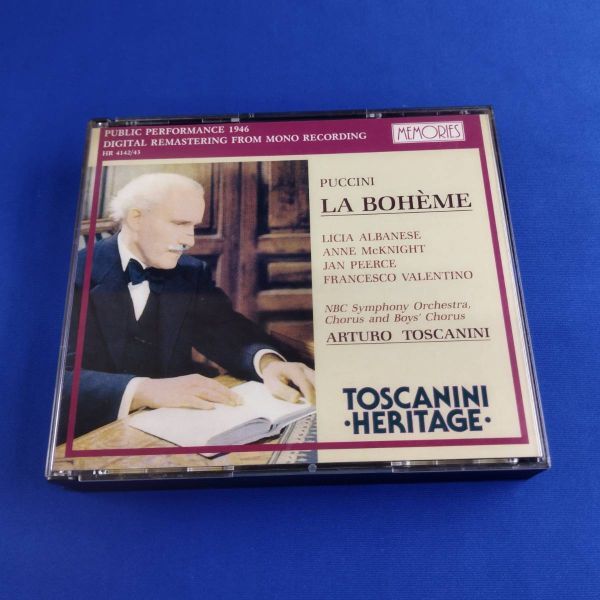 PUBLIC PERFORMANCE 1946
DIGITAL REMASTERING FROM MONO RECORDING
HR 4142/43
MEMORIES
PUCCINI
LA BOHÈME
LICIA ALBANESE
ANNE McKNIGHT
JAN PEERCE
FRANCESCO VALENTINO
NBC Symphony Orchestra,
Chorus and Boys' Chorus
ARTURO TOSCANINI
TOSCANINI
·HERITAGE·